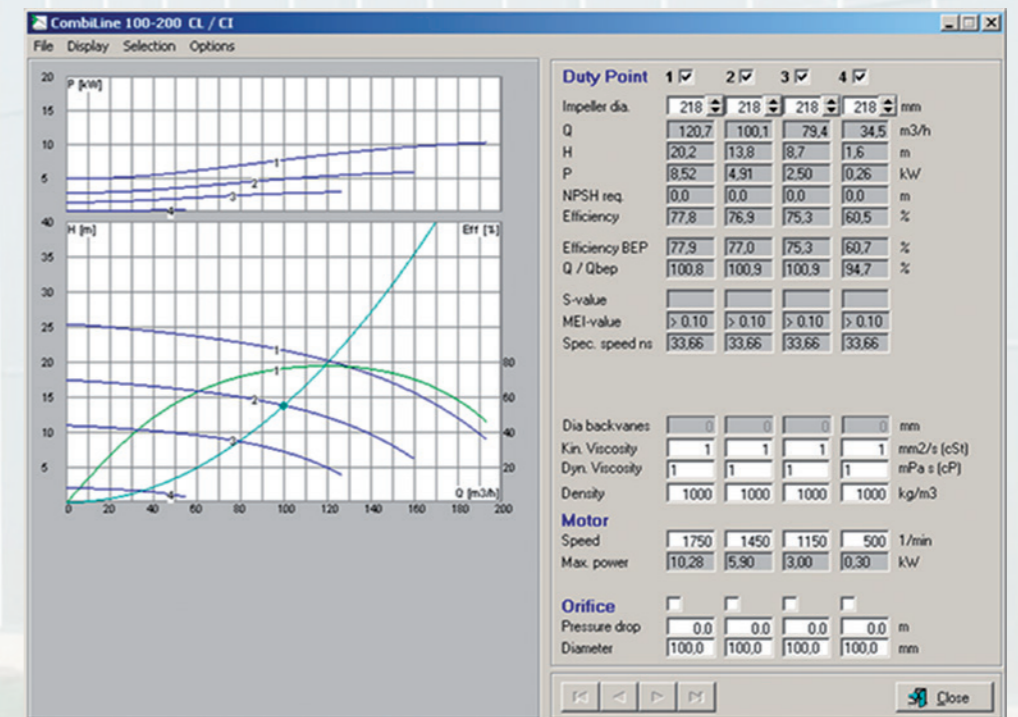 CombiLine 100-200 CL / CI
File Display Selection Options
20 P [kW]
15
10
5
1
2
3
4
40 H [m] Eff [%]
35
30
25
20 80
15 60
10 40
5 20
1
1
2
3
4
Q [m3/h]
0 20 40 60 80 100 120 140 160 180 200
Duty Point 1 2 3 4
Impeller dia. 218 218 218 218 mm
Q 120,7 100,1 79,4 34,5 m3/h
H 20,2 13,8 8,7 1,6 m
P 8,52 4,91 2,50 0,26 kW
NPSH req. 0,0 0,0 0,0 0,0 m
Efficiency 77,8 76,9 75,3 60,5 %
Efficiency BEP 77,9 77,0 75,3 60,7 %
Q / Qbep 100,8 100,9 100,9 94,7 %
S-value
MEI-value > 0.10 > 0.10 > 0.10 > 0.10
Spec. speed ns 33,66 33,66 33,66 33,66
Dia backvanes 0 0 0 0 mm
Kin. Viscosity 1 1 1 1 mm2/s (cSt)
Dyn. Viscosity 1 1 1 1 mPa s (cP)
Density 1000 1000 1000 1000 kg/m3
Motor
Speed 1750 1450 1150 500 1/min
Max. power 10,28 5,90 3,00 0,30 kW
Orifice
Pressure drop 0.0 0.0 0.0 0.0 m
Diameter 100,0 100,0 100,0 100,0 mm
Close